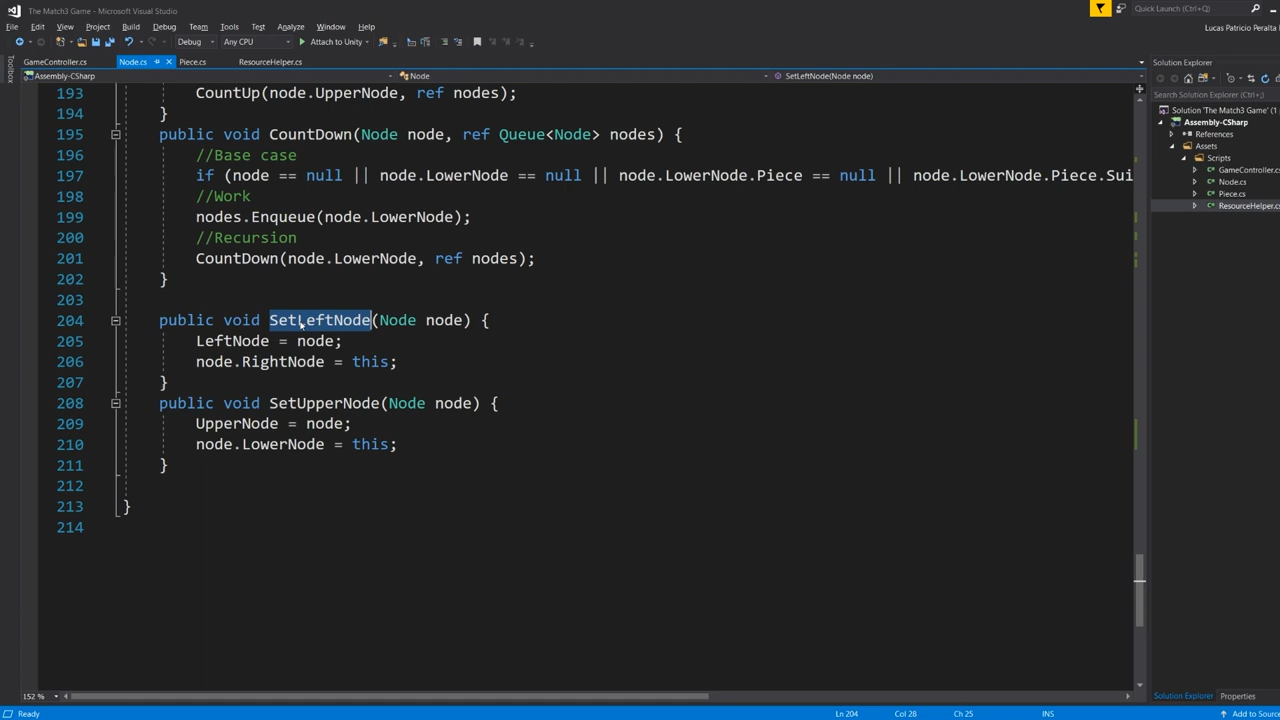 The Match3 Game - Microsoft Visual Studio
Quick Launch (Ctrl+Q)
File Edit View Project Build Debug Team Tools Test Analyze Window Help
Lucas Patricio Peralta
Debug Any CPU Attach to Unity
GameController.cs Node.cs Piece.cs ResourceHelper.cs
Solution Explorer
Toolbox
Assembly-CSharp Node SetLeftNode(Node node)
Search Solution Explorer (Ctrl+;)
Solution 'The Match3 Game' (1
Assembly-CSharp
References
Assets
Scripts
GameController.c
Node.cs
Piece.cs
ResourceHelper.cs
193 CountUp(node.UpperNode, ref nodes);
194 }
195 public void CountDown(Node node, ref Queue<Node> nodes) {
196 //Base case
197 if (node == null || node.LowerNode == null || node.LowerNode.Piece == null || node.LowerNode.Piece.Sui
198 //Work
199 nodes.Enqueue(node.LowerNode);
200 //Recursion
201 CountDown(node.LowerNode, ref nodes);
202 }
203
204 public void SetLeftNode(Node node) {
205 LeftNode = node;
206 node.RightNode = this;
207 }
208 public void SetUpperNode(Node node) {
209 UpperNode = node;
210 node.LowerNode = this;
211 }
212
213 }
214
152 %
Solution Explorer Properties
Ready Ln 204 Col 28 Ch 25 INS Add to Source